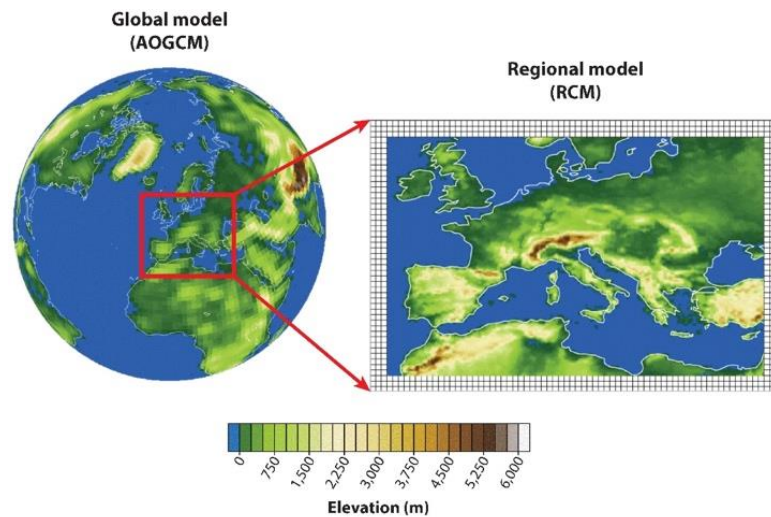 Global model
(AOGCM)
Regional model
(RCM)
0
750
1,500
2,250
3,000
3,750
4,500
5,250
6,000
Elevation (m)